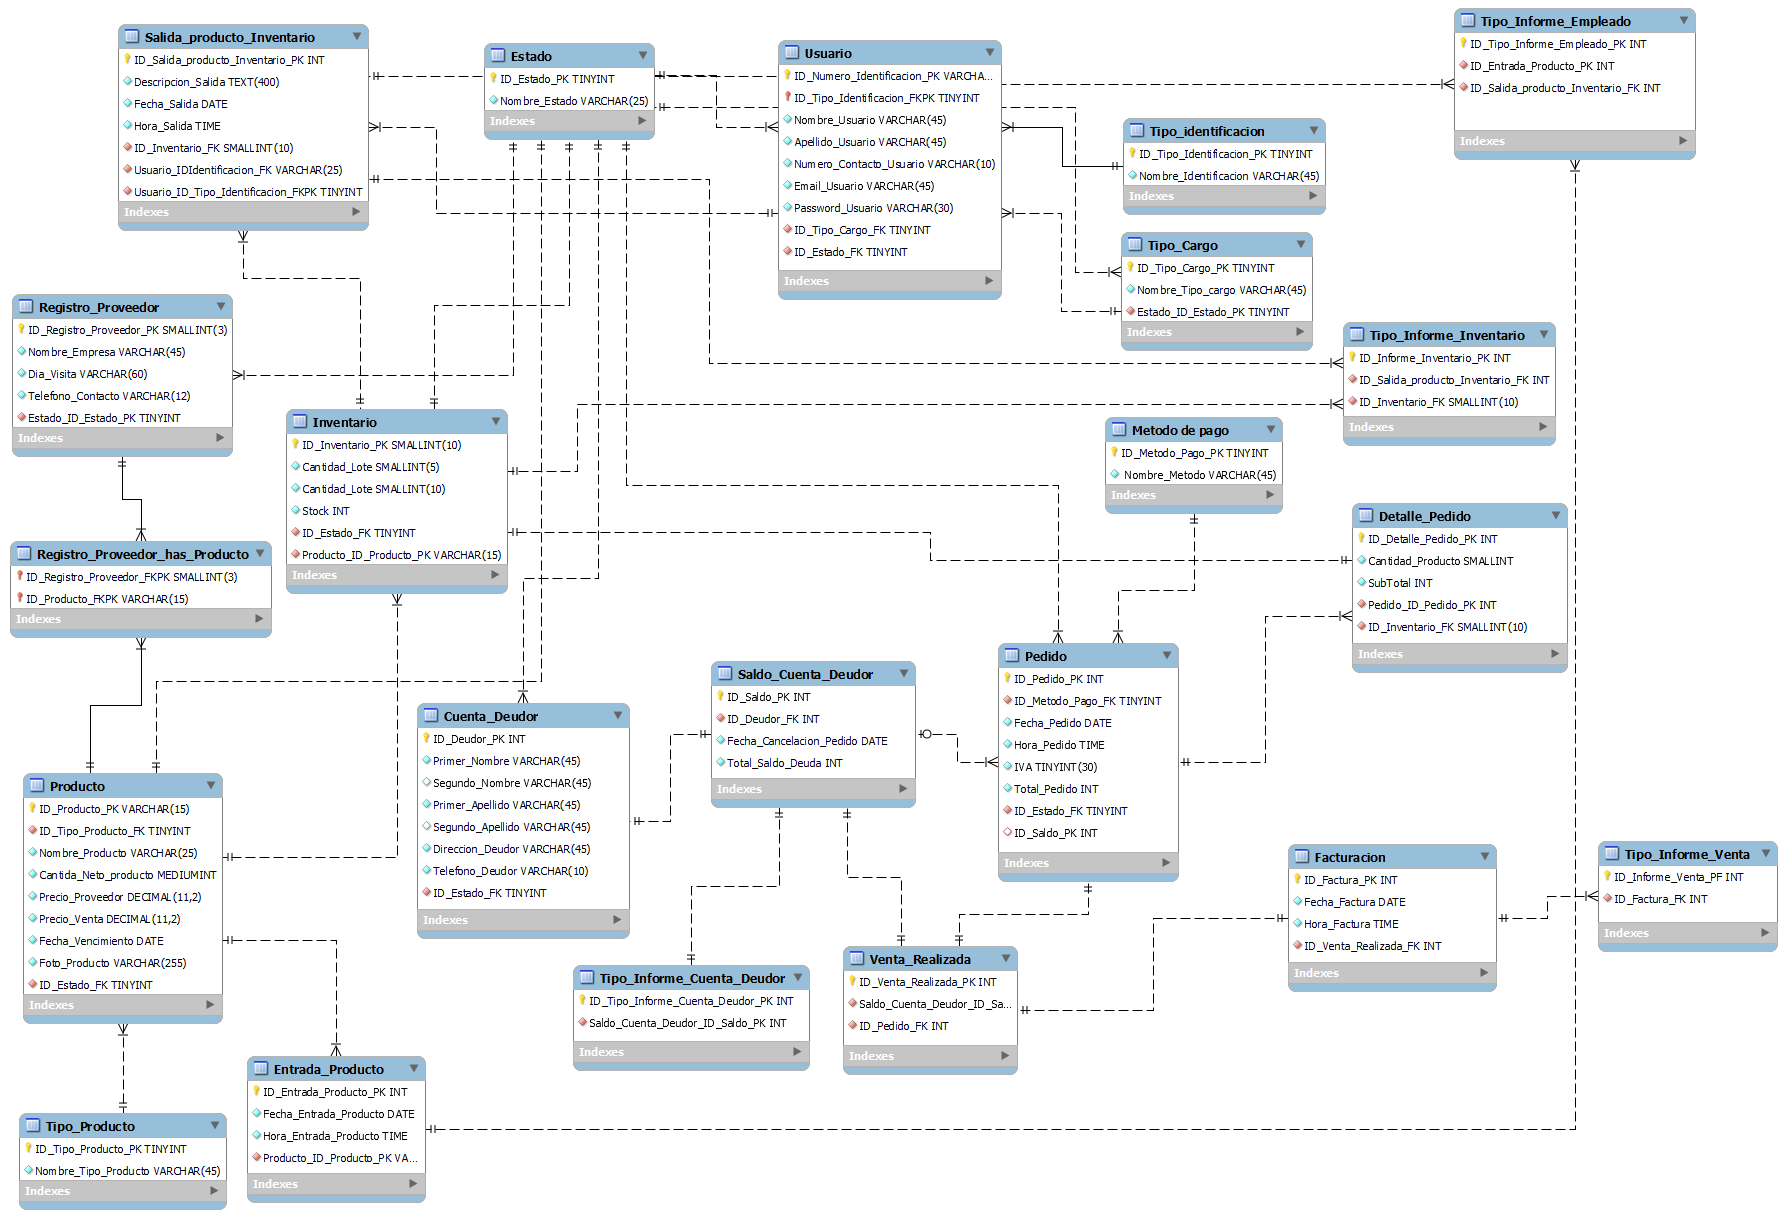 Salida_producto_Inventario
ID_Salida_producto_Inventario_PK INT
Descripcion_Salida TEXT(400)
Fecha_Salida DATE
Hora_Salida TIME
ID_Inventario_FK SMALLINT(10)
Usuario_IDIdentificacion_FK VARCHAR(25)
Usuario_ID_Tipo_Identificacion_FKPK TINYINT
Indexes
Estado
ID_Estado_PK TINYINT
Nombre_Estado VARCHAR(25)
Indexes
Usuario
ID_Numero_Identificacion_PK VARCHA...
ID_Tipo_Identificacion_FKPK TINYINT
Nombre_Usuario VARCHAR(45)
Apellido_Usuario VARCHAR(45)
Numero_Contacto_Usuario VARCHAR(10)
Email_Usuario VARCHAR(45)
Password_Usuario VARCHAR(30)
ID_Tipo_Cargo_FK TINYINT
ID_Estado_FK TINYINT
Indexes
Tipo_Informe_Empleado
ID_Tipo_Informe_Empleado_PK INT
ID_Entrada_Producto_PK INT
ID_Salida_producto_Inventario_FK INT
Indexes
Tipo_identificacion
ID_Tipo_Identificacion_PK TINYINT
Nombre_Identificacion VARCHAR(45)
Indexes
Tipo_Cargo
ID_Tipo_Cargo_PK TINYINT
Nombre_Tipo_cargo VARCHAR(45)
Estado_ID_Estado_PK TINYINT
Indexes
Registro_Proveedor
ID_Registro_Proveedor_PK SMALLINT(3)
Nombre_Empresa VARCHAR(45)
Dia_Visita VARCHAR(60)
Telefono_Contacto VARCHAR(12)
Estado_ID_Estado_PK TINYINT
Indexes
Tipo_Informe_Inventario
ID_Informe_Inventario_PK INT
ID_Salida_producto_Inventario_FK INT
ID_Inventario_FK SMALLINT(10)
Indexes
Inventario
ID_Inventario_PK SMALLINT(10)
Cantidad_Lote SMALLINT(5)
Cantidad_Lote SMALLINT(10)
Stock INT
ID_Estado_FK TINYINT
Producto_ID_Producto_PK VARCHAR(15)
Indexes
Metodo de pago
ID_Metodo_Pago_PK TINYINT
Nombre_Metodo VARCHAR(45)
Indexes
Detalle_Pedido
ID_Detalle_Pedido_PK INT
Cantidad_Producto SMALLINT
SubTotal INT
Pedido_ID_Pedido_PK INT
ID_Inventario_FK SMALLINT(10)
Indexes
Registro_Proveedor_has_Producto
ID_Registro_Proveedor_FKPK SMALLINT(3)
ID_Producto_FKPK VARCHAR(15)
Indexes
Pedido
ID_Pedido_PK INT
ID_Metodo_Pago_FK TINYINT
Fecha_Pedido DATE
Hora_Pedido TIME
IVA TINYINT(30)
Total_Pedido INT
ID_Estado_FK TINYINT
ID_Saldo_PK INT
Indexes
Saldo_Cuenta_Deudor
ID_Saldo_PK INT
ID_Deudor_FK INT
Fecha_Cancelacion_Pedido DATE
Total_Saldo_Deuda INT
Indexes
Cuenta_Deudor
ID_Deudor_PK INT
Primer_Nombre VARCHAR(45)
Segundo_Nombre VARCHAR(45)
Primer_Apellido VARCHAR(45)
Segundo_Apellido VARCHAR(45)
Direccion_Deudor VARCHAR(45)
Telefono_Deudor VARCHAR(10)
ID_Estado_FK TINYINT
Indexes
Producto
ID_Producto_PK VARCHAR(15)
ID_Tipo_Producto_FK TINYINT
Nombre_Producto VARCHAR(25)
Cantida_Neto_producto MEDIUMINT
Precio_Proveedor DECIMAL(11,2)
Precio_Venta DECIMAL(11,2)
Fecha_Vencimiento DATE
Foto_Producto VARCHAR(255)
ID_Estado_FK TINYINT
Indexes
Facturacion
ID_Factura_PK INT
Fecha_Factura DATE
Hora_Factura TIME
ID_Venta_Realizada_FK INT
Indexes
Tipo_Informe_Venta
ID_Informe_Venta_PF INT
ID_Factura_FK INT
Indexes
Tipo_Informe_Cuenta_Deudor
ID_Tipo_Informe_Cuenta_Deudor_PK INT
Saldo_Cuenta_Deudor_ID_Saldo_PK INT
Indexes
Venta_Realizada
ID_Venta_Realizada_PK INT
Saldo_Cuenta_Deudor_ID_Sa...
ID_Pedido_FK INT
Indexes
Entrada_Producto
ID_Entrada_Producto_PK INT
Fecha_Entrada_Producto DATE
Hora_Entrada_Producto TIME
Producto_ID_Producto_PK VA...
Indexes
Tipo_Producto
ID_Tipo_Producto_PK TINYINT
Nombre_Tipo_Producto VARCHAR(45)
Indexes